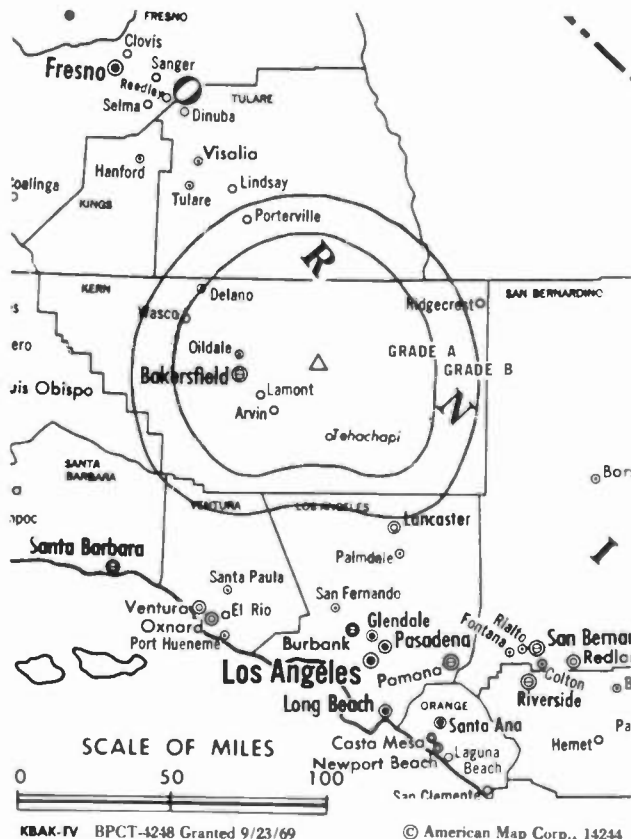 FRESNO
Clovis
Fresno
Sanger
Reedley
TULARE
Selma
Dinuba
Hanford
Visalia
Coalinga
Tulare
Lindsay
KINGS
Porterville
R
KERN
Delano
Ridgecrest
SAN BERNARDINO
Wasco
Oildale
GRADE A
GRADE B
Bakersfield
Lamont
uis Obispo
Arvin
N
Tehachapi
SANTA
BARBARA
VENTURA
LOS ANGELES
Lancaster
I
Santa Barbara
Palmdale
Santa Paula
San Fernando
Ventura
El Rio
Glendale
Oxnard
Burbank
Pasadena
Fontana
Rialto
San Bernar
Port Hueneme
Los Angeles
Pamana
Colton
Redlan
Riverside
Long Beach
ORANGE
Santa Ana
SCALE OF MILES
Costa Mesa
Hemet
Newport Beach
Laguna
Beach
0 50 100
San Clemente
KBAK-TV BPCT-4248 Granted 9/23/69 © American Map Corp., 14244